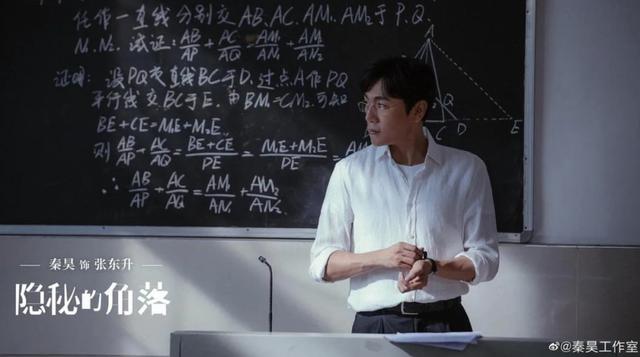 任作一直线分别交AB.AC.AM₁.AM₂于P.Q.
N₁.N₂.试证: AB/AP + AC/AQ = AM₁/AN₁ + AM₂/AN₂
证明: 设PQ交直线BC于D.过点A作PQ
平行线交BC于E.由BM₁=CM₂.可知
BE+CE=M₁E+M₂E
则 AB/AP + AC/AQ = (BE+CE)/DE = (M₁E+M₂E)/DE =
∴ AB/AP + AC/AQ = AM₁/AN₁ + AM₂/AN₂
A
Q
C
D
E
秦昊 饰 张东升
隐秘的角落
@秦昊工作室